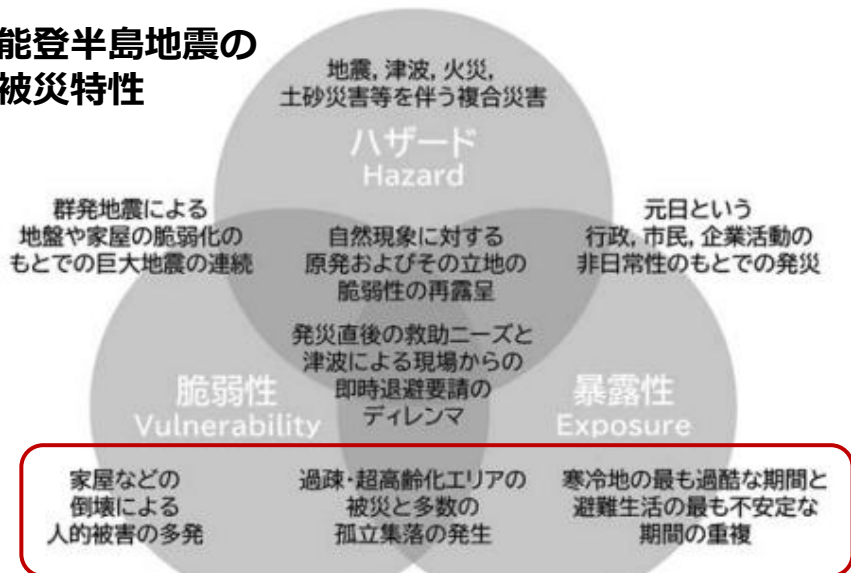 能登半島地震の
被災特性
地震, 津波, 火災,
土砂災害等を伴う複合災害
ハザード
Hazard
群発地震による
地盤や家屋の脆弱化の
もとでの巨大地震の連続
自然現象に対する
原発およびその立地の
脆弱性の再露呈
元日という
行政, 市民, 企業活動の
非日常性のもとでの発災
発災直後の救助ニーズと
津波による現場からの
即時退避要請の
ディレンマ
脆弱性
Vulnerability
暴露性
Exposure
家屋などの
倒壊による
人的被害の多発
過疎・超高齢化エリアの
被災と多数の
孤立集落の発生
寒冷地の最も過酷な期間と
避難生活の最も不安定な
期間の重複